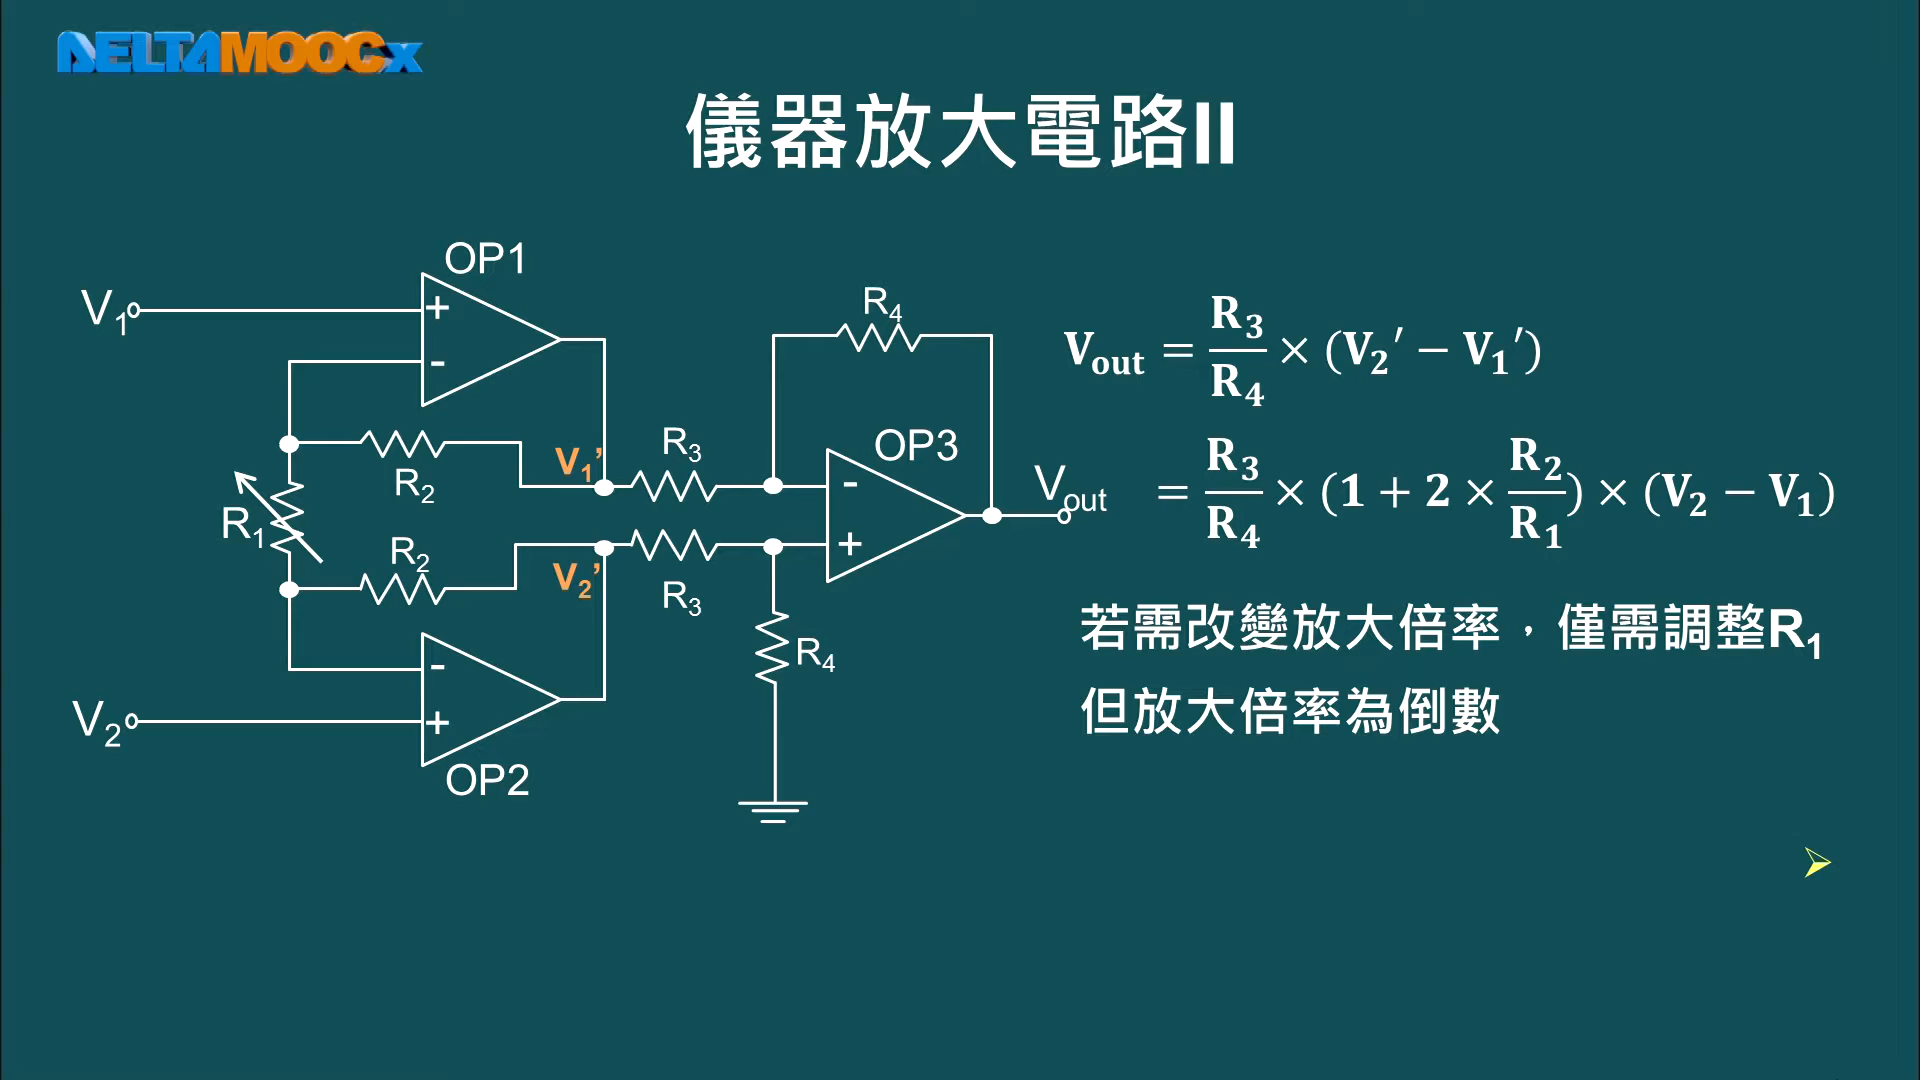 DELTAMOOCx
儀器放大電路II
OP1
V₁
+
-
R₄
Vout = R₃/R₄ × (V₂′ − V₁′)
R₂
V₁’
R₃
OP3
-
Vout
= R₃/R₄ × (1 + 2 × R₂/R₁) × (V₂ − V₁)
R₁
R₂
V₂’
R₃
+
R₄
若需改變放大倍率，僅需調整R₁
但放大倍率為倒數
-
V₂
+
OP2